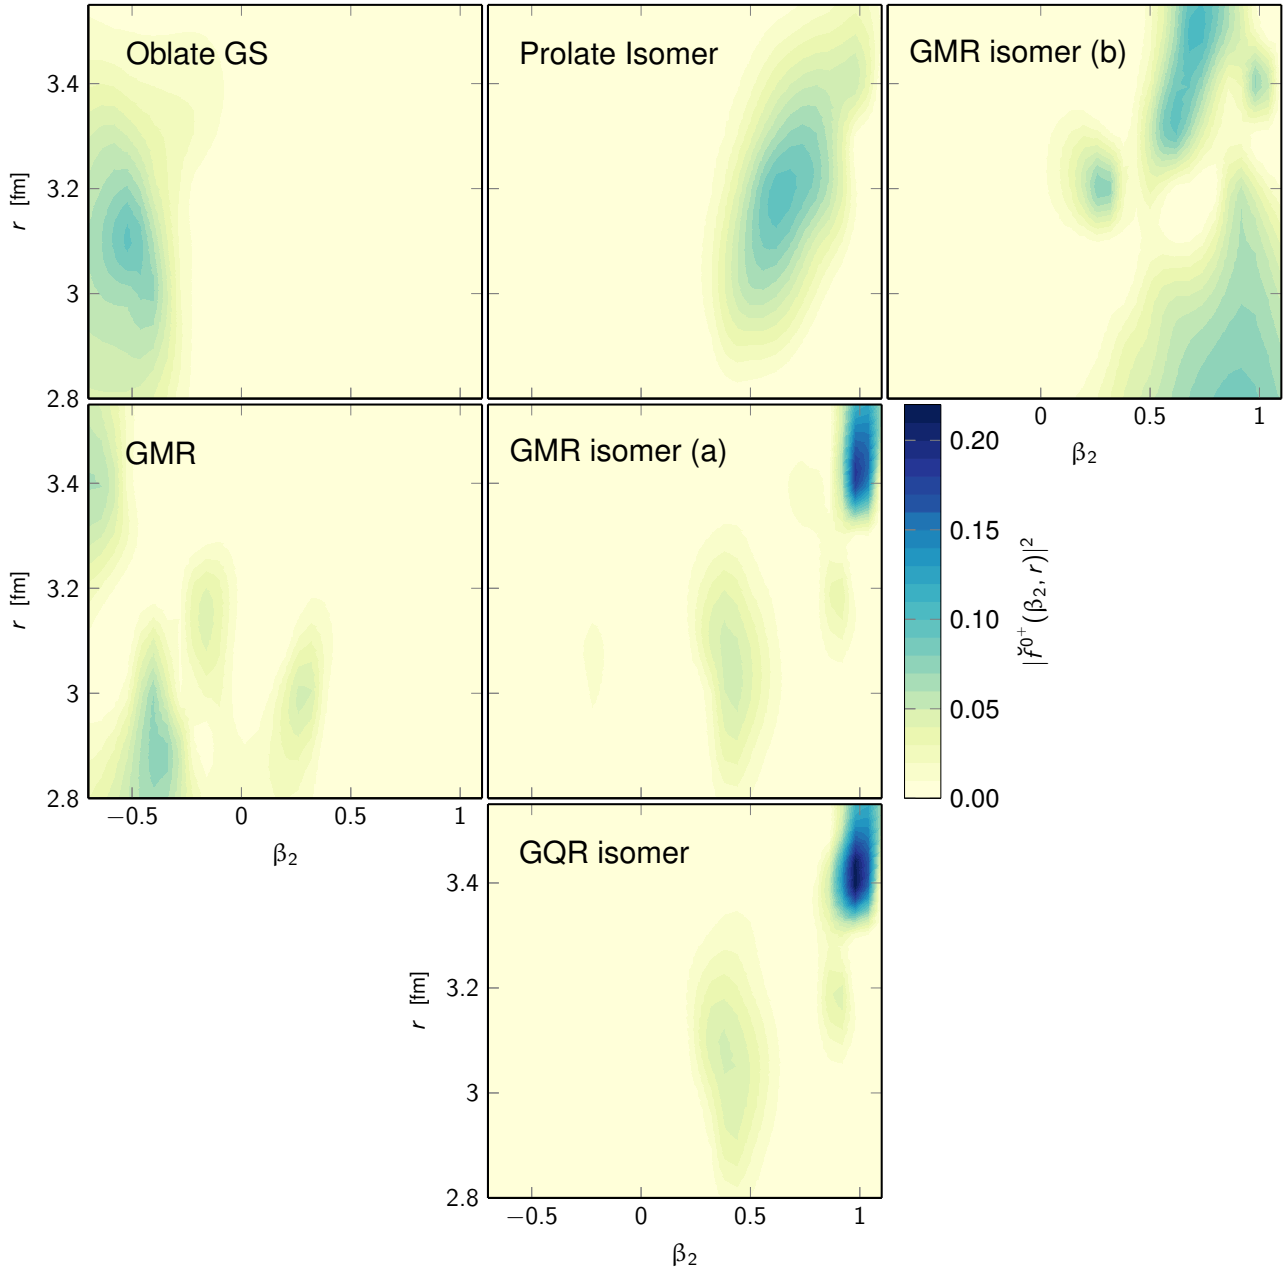 Oblate GS
Prolate Isomer
GMR isomer (b)
r [fm]
3.4
3.2
3
2.8
0
0.5
1
β₂
GMR
GMR isomer (a)
r [fm]
3.4
3.2
3
2.8
−0.5
0
0.5
1
β₂
0.20
0.15
0.10
0.05
0.00
|f̆⁰⁺(β₂, r)|²
GQR isomer
r [fm]
3.4
3.2
3
2.8
−0.5
0
0.5
1
β₂